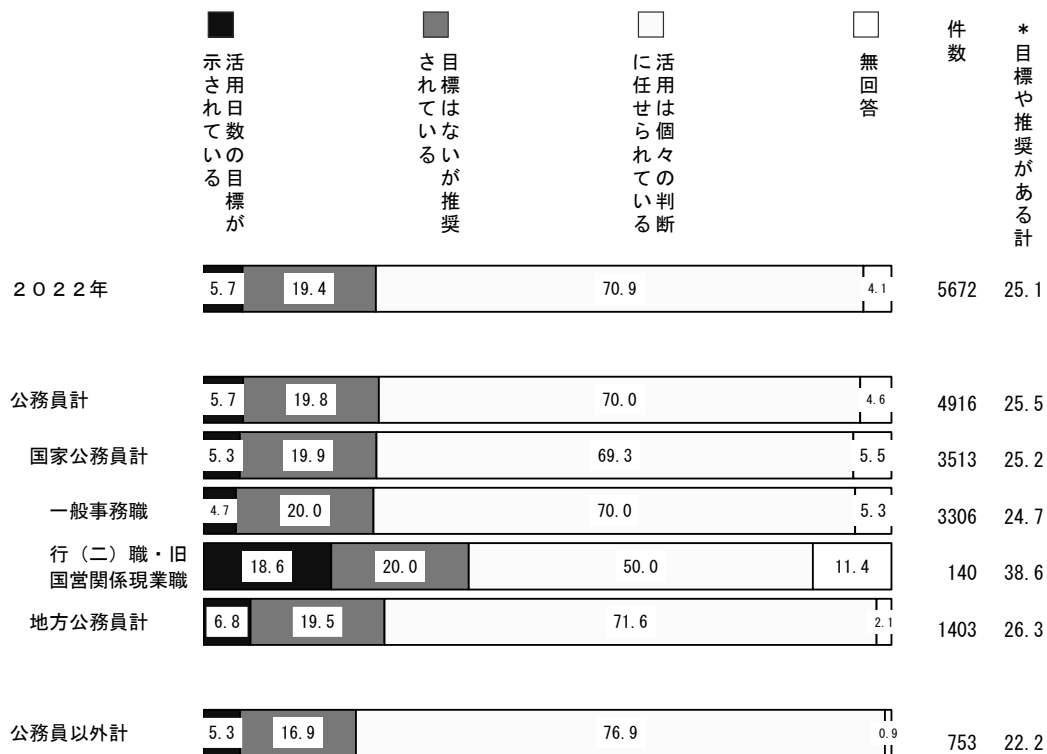 活用日数の目標が
示されている
目標はないが推奨
されている
活用は個々の判断
に任せられている
無回答
件数
＊目標や推奨がある計
２０２２年 5.7 19.4 70.9 4.1 5672 25.1
公務員計 5.7 19.8 70.0 4.6 4916 25.5
国家公務員計 5.3 19.9 69.3 5.5 3513 25.2
一般事務職 4.7 20.0 70.0 5.3 3306 24.7
行（二）職・旧
国営関係現業職 18.6 20.0 50.0 11.4 140 38.6
地方公務員計 6.8 19.5 71.6 2.1 1403 26.3
公務員以外計 5.3 16.9 76.9 0.9 753 22.2